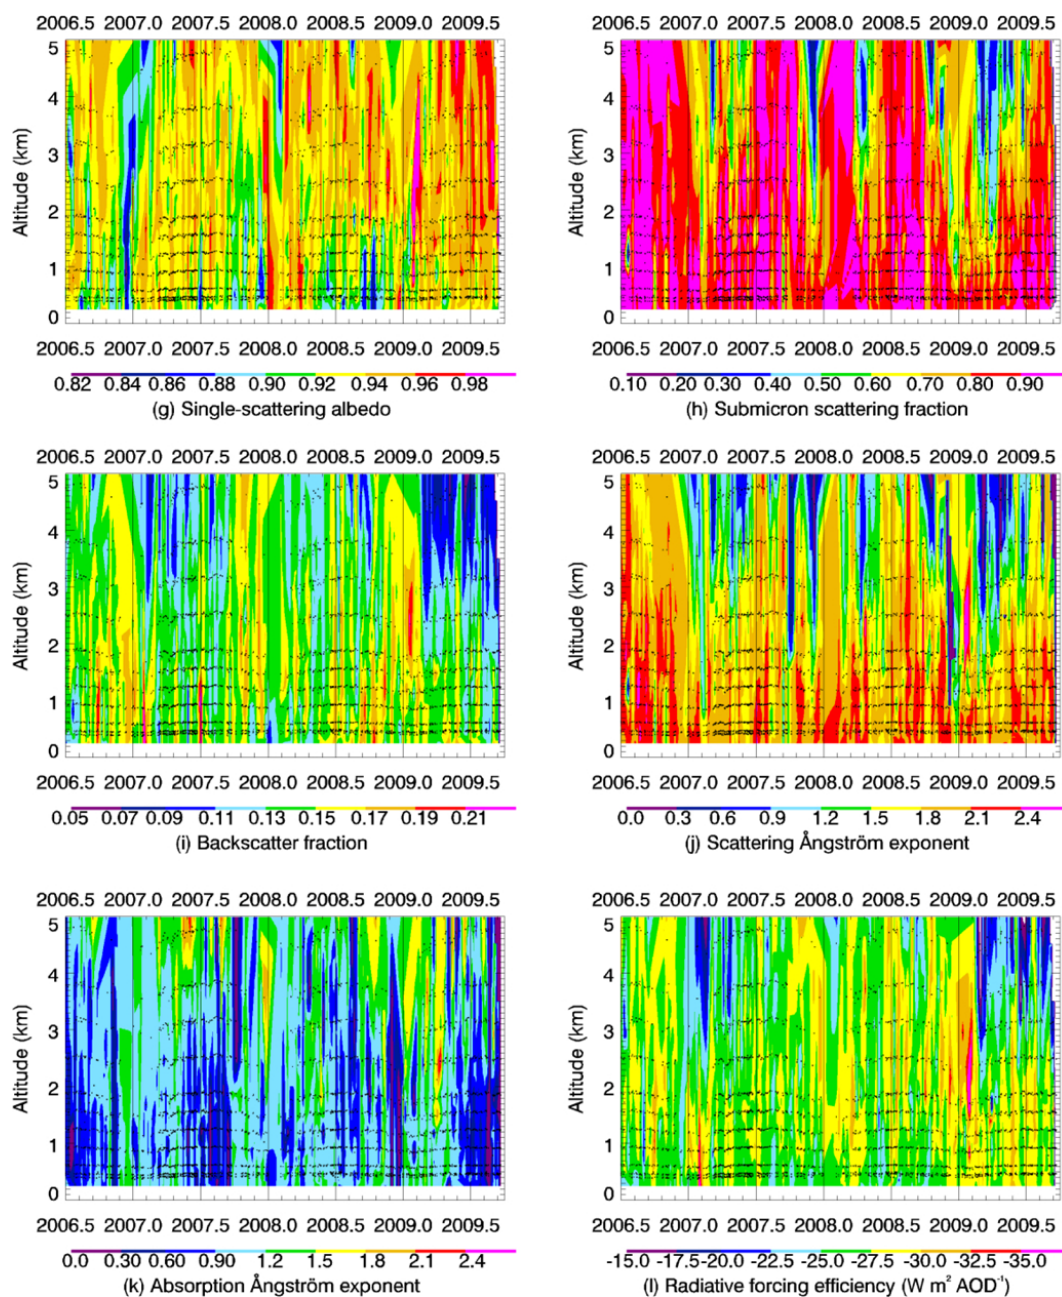 2006.5 2007.0 2007.5 2008.0 2008.5 2009.0 2009.5
5
4
3
2
1
0
Altitude (km)
2006.5 2007.0 2007.5 2008.0 2008.5 2009.0 2009.5
0.82 0.84 0.86 0.88 0.90 0.92 0.94 0.96 0.98
(g) Single-scattering albedo
2006.5 2007.0 2007.5 2008.0 2008.5 2009.0 2009.5
5
4
3
2
1
0
Altitude (km)
2006.5 2007.0 2007.5 2008.0 2008.5 2009.0 2009.5
0.10 0.20 0.30 0.40 0.50 0.60 0.70 0.80 0.90
(h) Submicron scattering fraction
2006.5 2007.0 2007.5 2008.0 2008.5 2009.0 2009.5
5
4
3
2
1
0
Altitude (km)
2006.5 2007.0 2007.5 2008.0 2008.5 2009.0 2009.5
0.05 0.07 0.09 0.11 0.13 0.15 0.17 0.19 0.21
(i) Backscatter fraction
2006.5 2007.0 2007.5 2008.0 2008.5 2009.0 2009.5
5
4
3
2
1
0
Altitude (km)
2006.5 2007.0 2007.5 2008.0 2008.5 2009.0 2009.5
0.0 0.3 0.6 0.9 1.2 1.5 1.8 2.1 2.4
(j) Scattering Ångström exponent
2006.5 2007.0 2007.5 2008.0 2008.5 2009.0 2009.5
5
4
3
2
1
0
Altitude (km)
2006.5 2007.0 2007.5 2008.0 2008.5 2009.0 2009.5
0.0 0.30 0.60 0.90 1.2 1.5 1.8 2.1 2.4
(k) Absorption Ångström exponent
2006.5 2007.0 2007.5 2008.0 2008.5 2009.0 2009.5
5
4
3
2
1
0
Altitude (km)
2006.5 2007.0 2007.5 2008.0 2008.5 2009.0 2009.5
-15.0 -17.5 -20.0 -22.5 -25.0 -27.5 -30.0 -32.5 -35.0
(l) Radiative forcing efficiency (W m² AOD⁻¹)